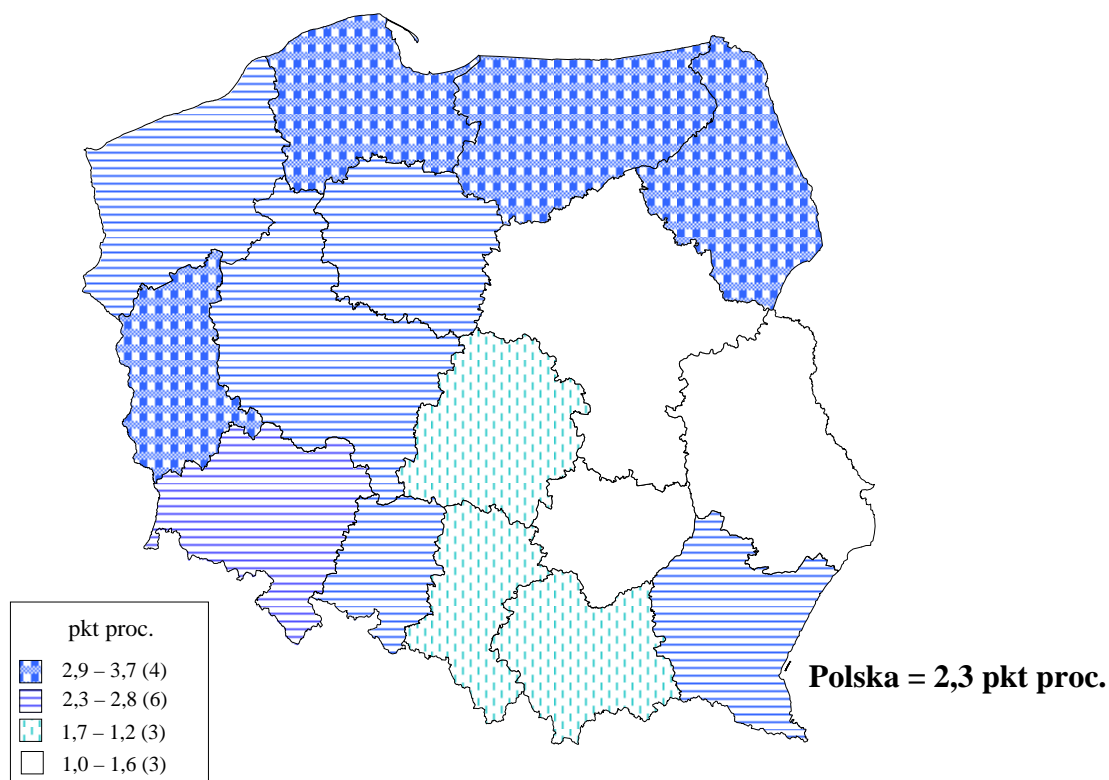 pkt proc.
2,9 – 3,7 (4)
2,3 – 2,8 (6)
1,7 – 1,2 (3)
1,0 – 1,6 (3)
Polska = 2,3 pkt proc.